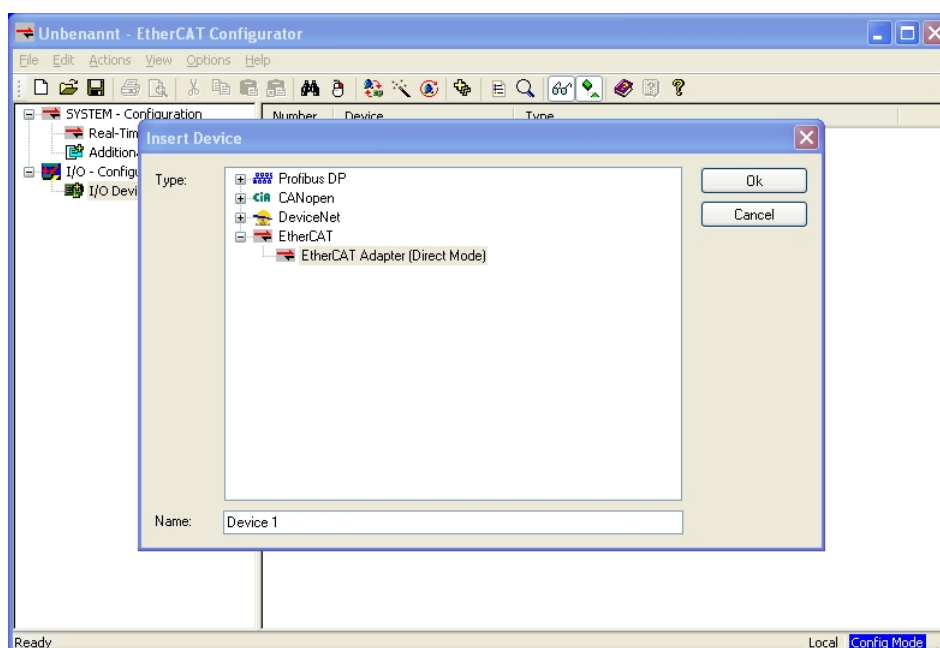 Unbenannt - EtherCAT Configurator
File Edit Actions View Options Help
SYSTEM - Configuration
Number Device Type
Real-Tim
Addition
I/O - Configu
I/O Devi
Insert Device
Type:
Profibus DP
CiA CANopen
DeviceNet
EtherCAT
EtherCAT Adapter (Direct Mode)
Ok
Cancel
Name:
Device 1
Ready
Local Config Mode